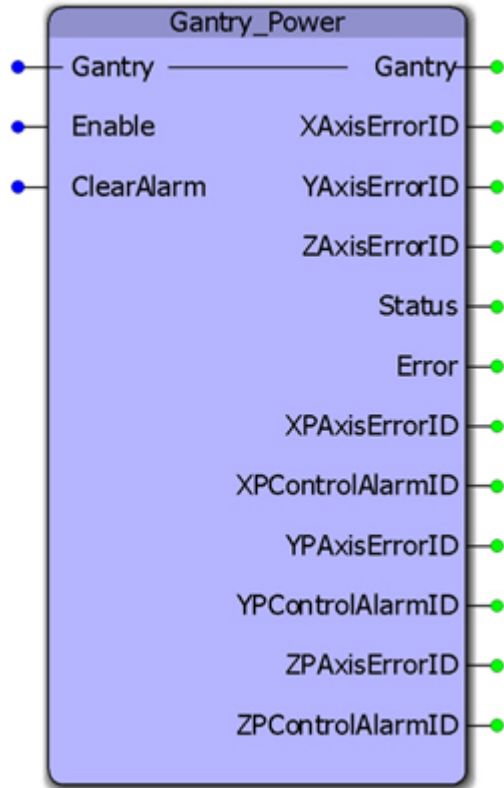 Gantry_Power
Gantry Gantry
Enable XAxisErrorID
ClearAlarm YAxisErrorID
ZAxisErrorID
Status
Error
XPAxisErrorID
XPControlAlarmID
YPAxisErrorID
YPControlAlarmID
ZPAxisErrorID
ZPControlAlarmID